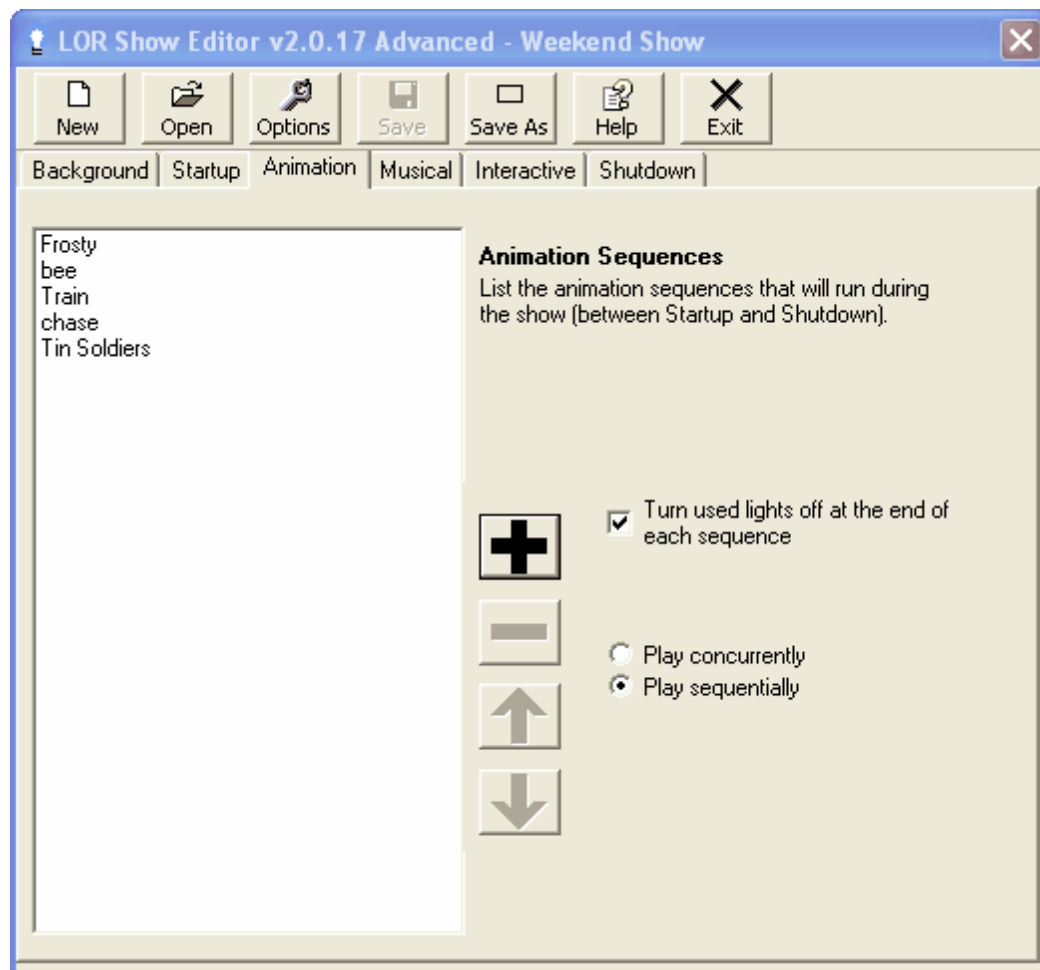 LOR Show Editor v2.0.17 Advanced - Weekend Show
New Open Options Save Save As Help Exit
Background Startup Animation Musical Interactive Shutdown
Frosty
bee
Train
chase
Tin Soldiers
Animation Sequences
List the animation sequences that will run during
the show (between Startup and Shutdown).
Turn used lights off at the end of
each sequence
Play concurrently
Play sequentially